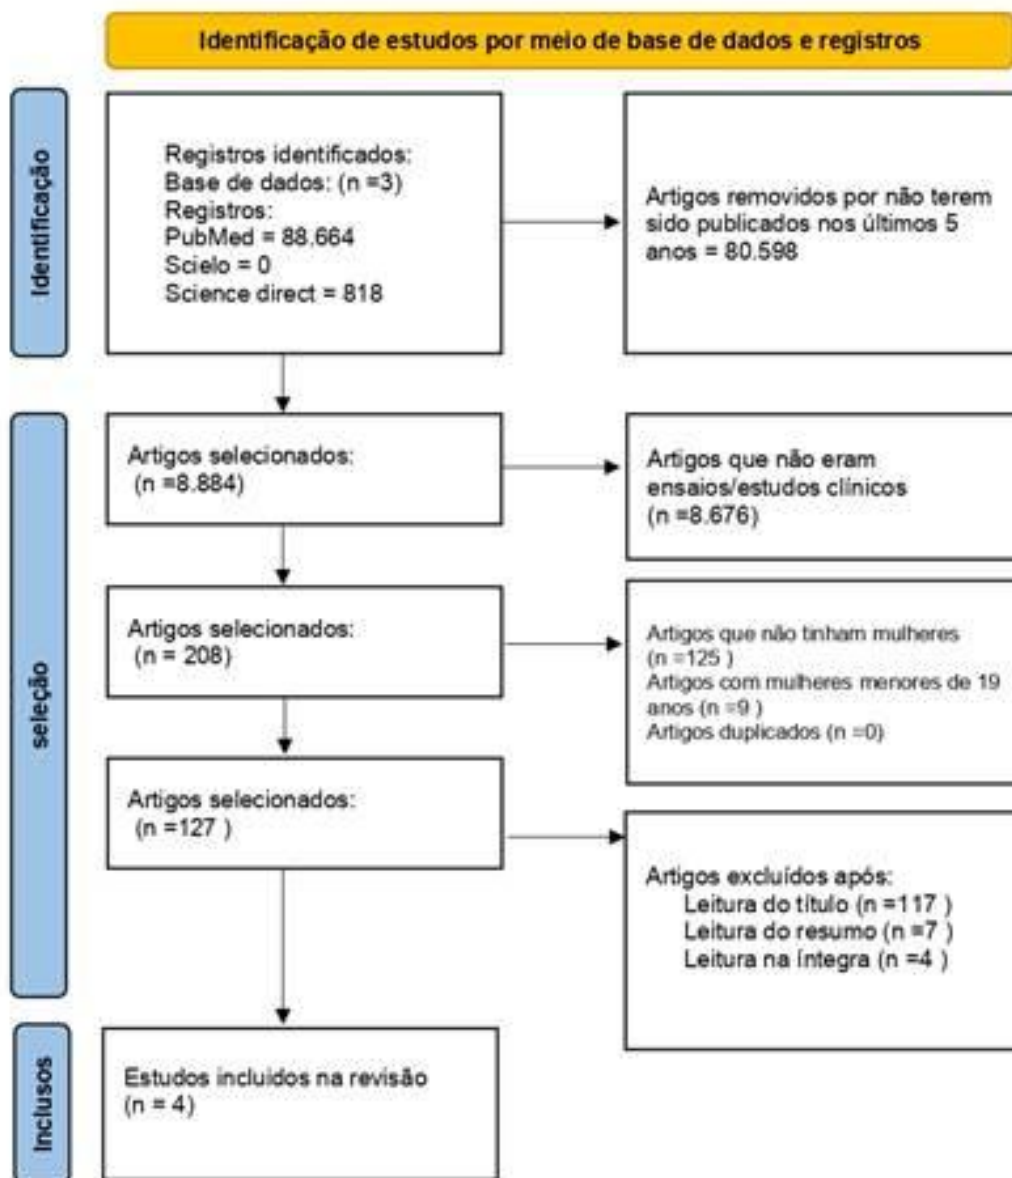 Identificação de estudos por meio de base de dados e registros
Identificação
Registros identificados:
Base de dados: (n =3)
Registros:
PubMed = 88.664
Scielo = 0
Science direct = 818
Artigos removidos por não terem
sido publicados nos últimos 5
anos = 80.598
seleção
Artigos selecionados:
(n =8.884)
Artigos que não eram
ensaios/estudos clínicos
(n =8.676)
Artigos selecionados:
(n = 208)
Artigos que não tinham mulheres
(n =125 )
Artigos com mulheres menores de 19
anos (n =9 )
Artigos duplicados (n =0)
Artigos selecionados:
(n =127 )
Artigos excluídos após:
Leitura do título (n =117 )
Leitura do resumo (n =7 )
Leitura na íntegra (n =4 )
Inclusos
Estudos incluidos na revisão
(n = 4)